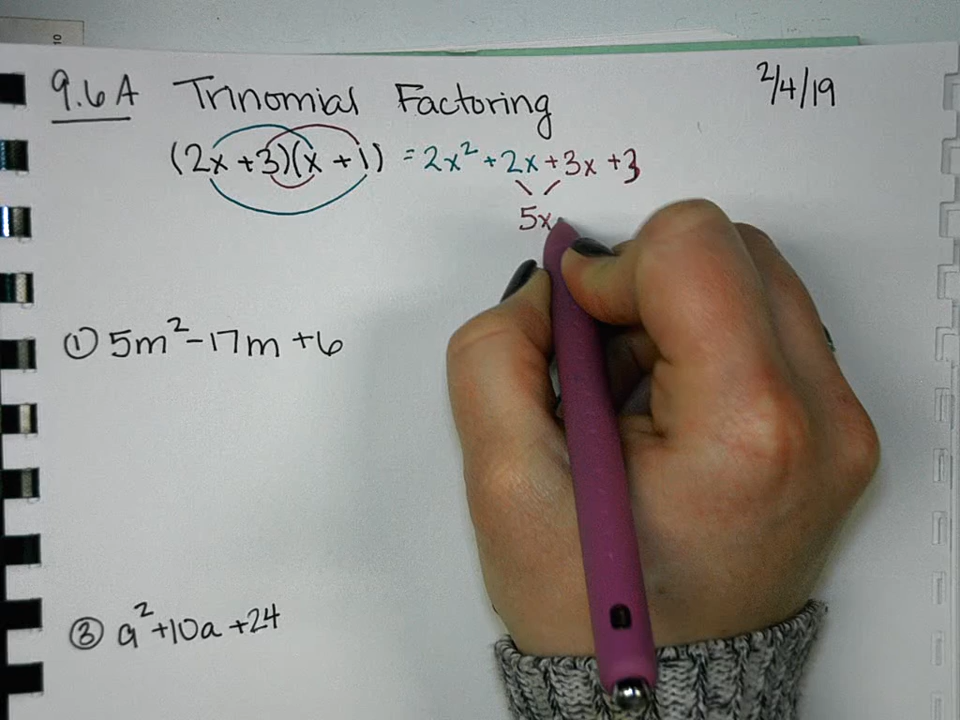 9.6A Trinomial Factoring 2/4/19
(2x + 3)(x + 1) = 2x² + 2x + 3x + 3
5x
① 5m² - 17m + 6
③ a² + 10a + 24
10